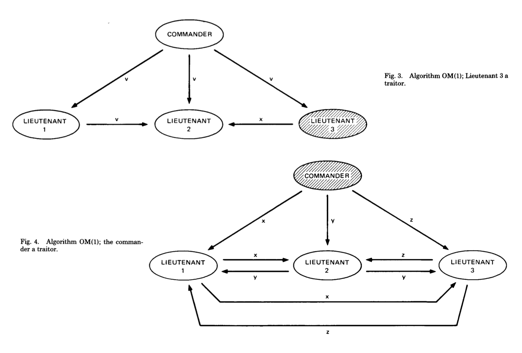 COMMANDER
v
v
v
Fig. 3. Algorithm OM(1); Lieutenant 3 a
traitor.
LIEUTENANT
1
v
LIEUTENANT
2
x
LIEUTENANT
3
COMMANDER
x
y
z
Fig. 4. Algorithm OM(1); the comman-
der a traitor.
LIEUTENANT
1
x
y
LIEUTENANT
2
z
y
LIEUTENANT
3
x
z